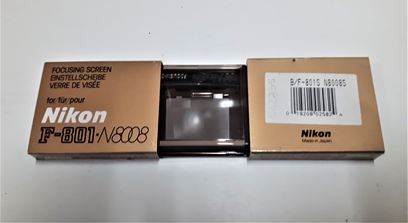 FOCUSING SCREEN
EINSTELLSCHEIBE
VERRE DE VISÉE
for/für/pour
Nikon
F-801·N8008
B/F-801S N8008S
Nikon
Made in Japan